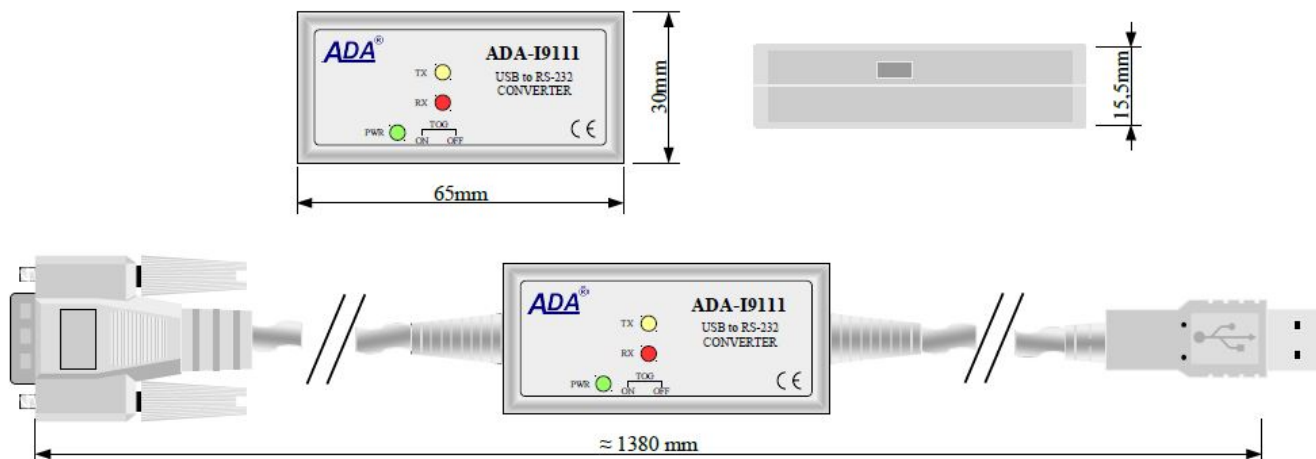 ADA®
ADA-I9111
USB to RS-232
CONVERTER
TX
RX
PWR
TOG
ON OFF
CE
30mm
15,5mm
65mm
ADA®
ADA-I9111
USB to RS-232
CONVERTER
TX
RX
PWR
TOG
ON OFF
CE
≈ 1380 mm